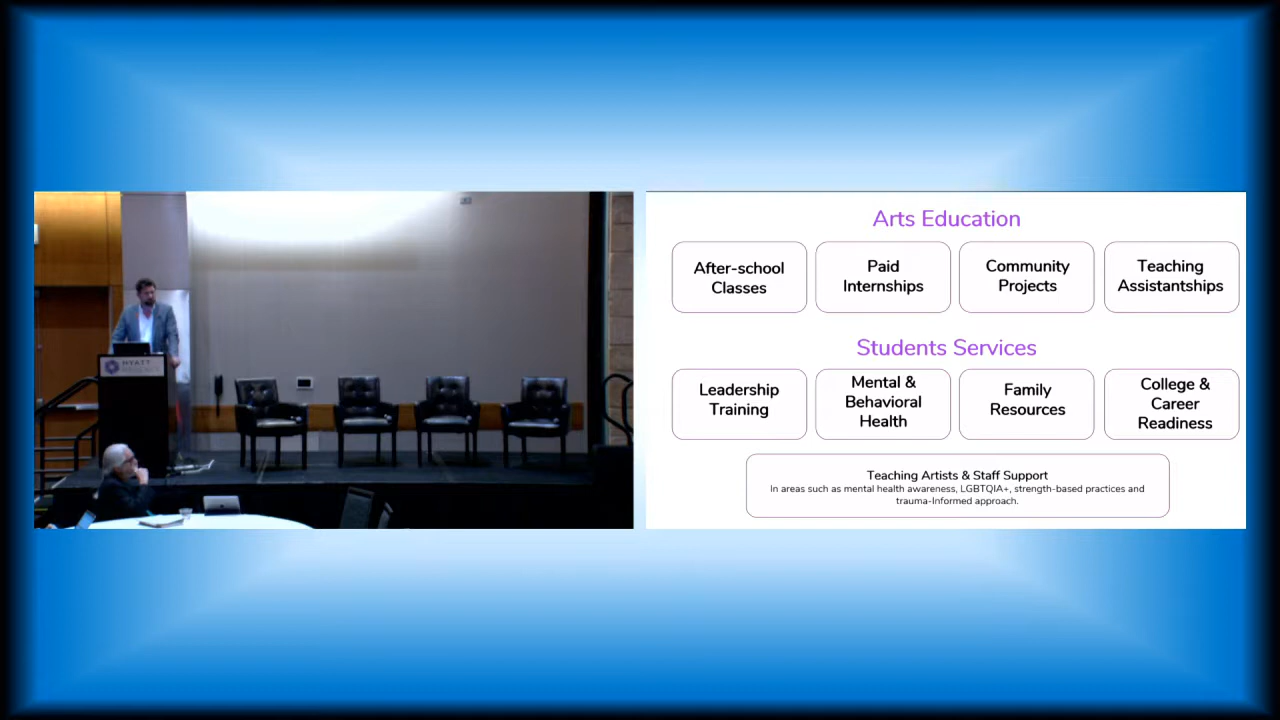 HYATT
Arts Education
After-school
Classes
Paid
Internships
Community
Projects
Teaching
Assistantships
Students Services
Leadership
Training
Mental &
Behavioral
Health
Family
Resources
College &
Career
Readiness
Teaching Artists & Staff Support
In areas such as mental health awareness, LGBTQIA+, strength-based practices and
trauma-Informed approach.